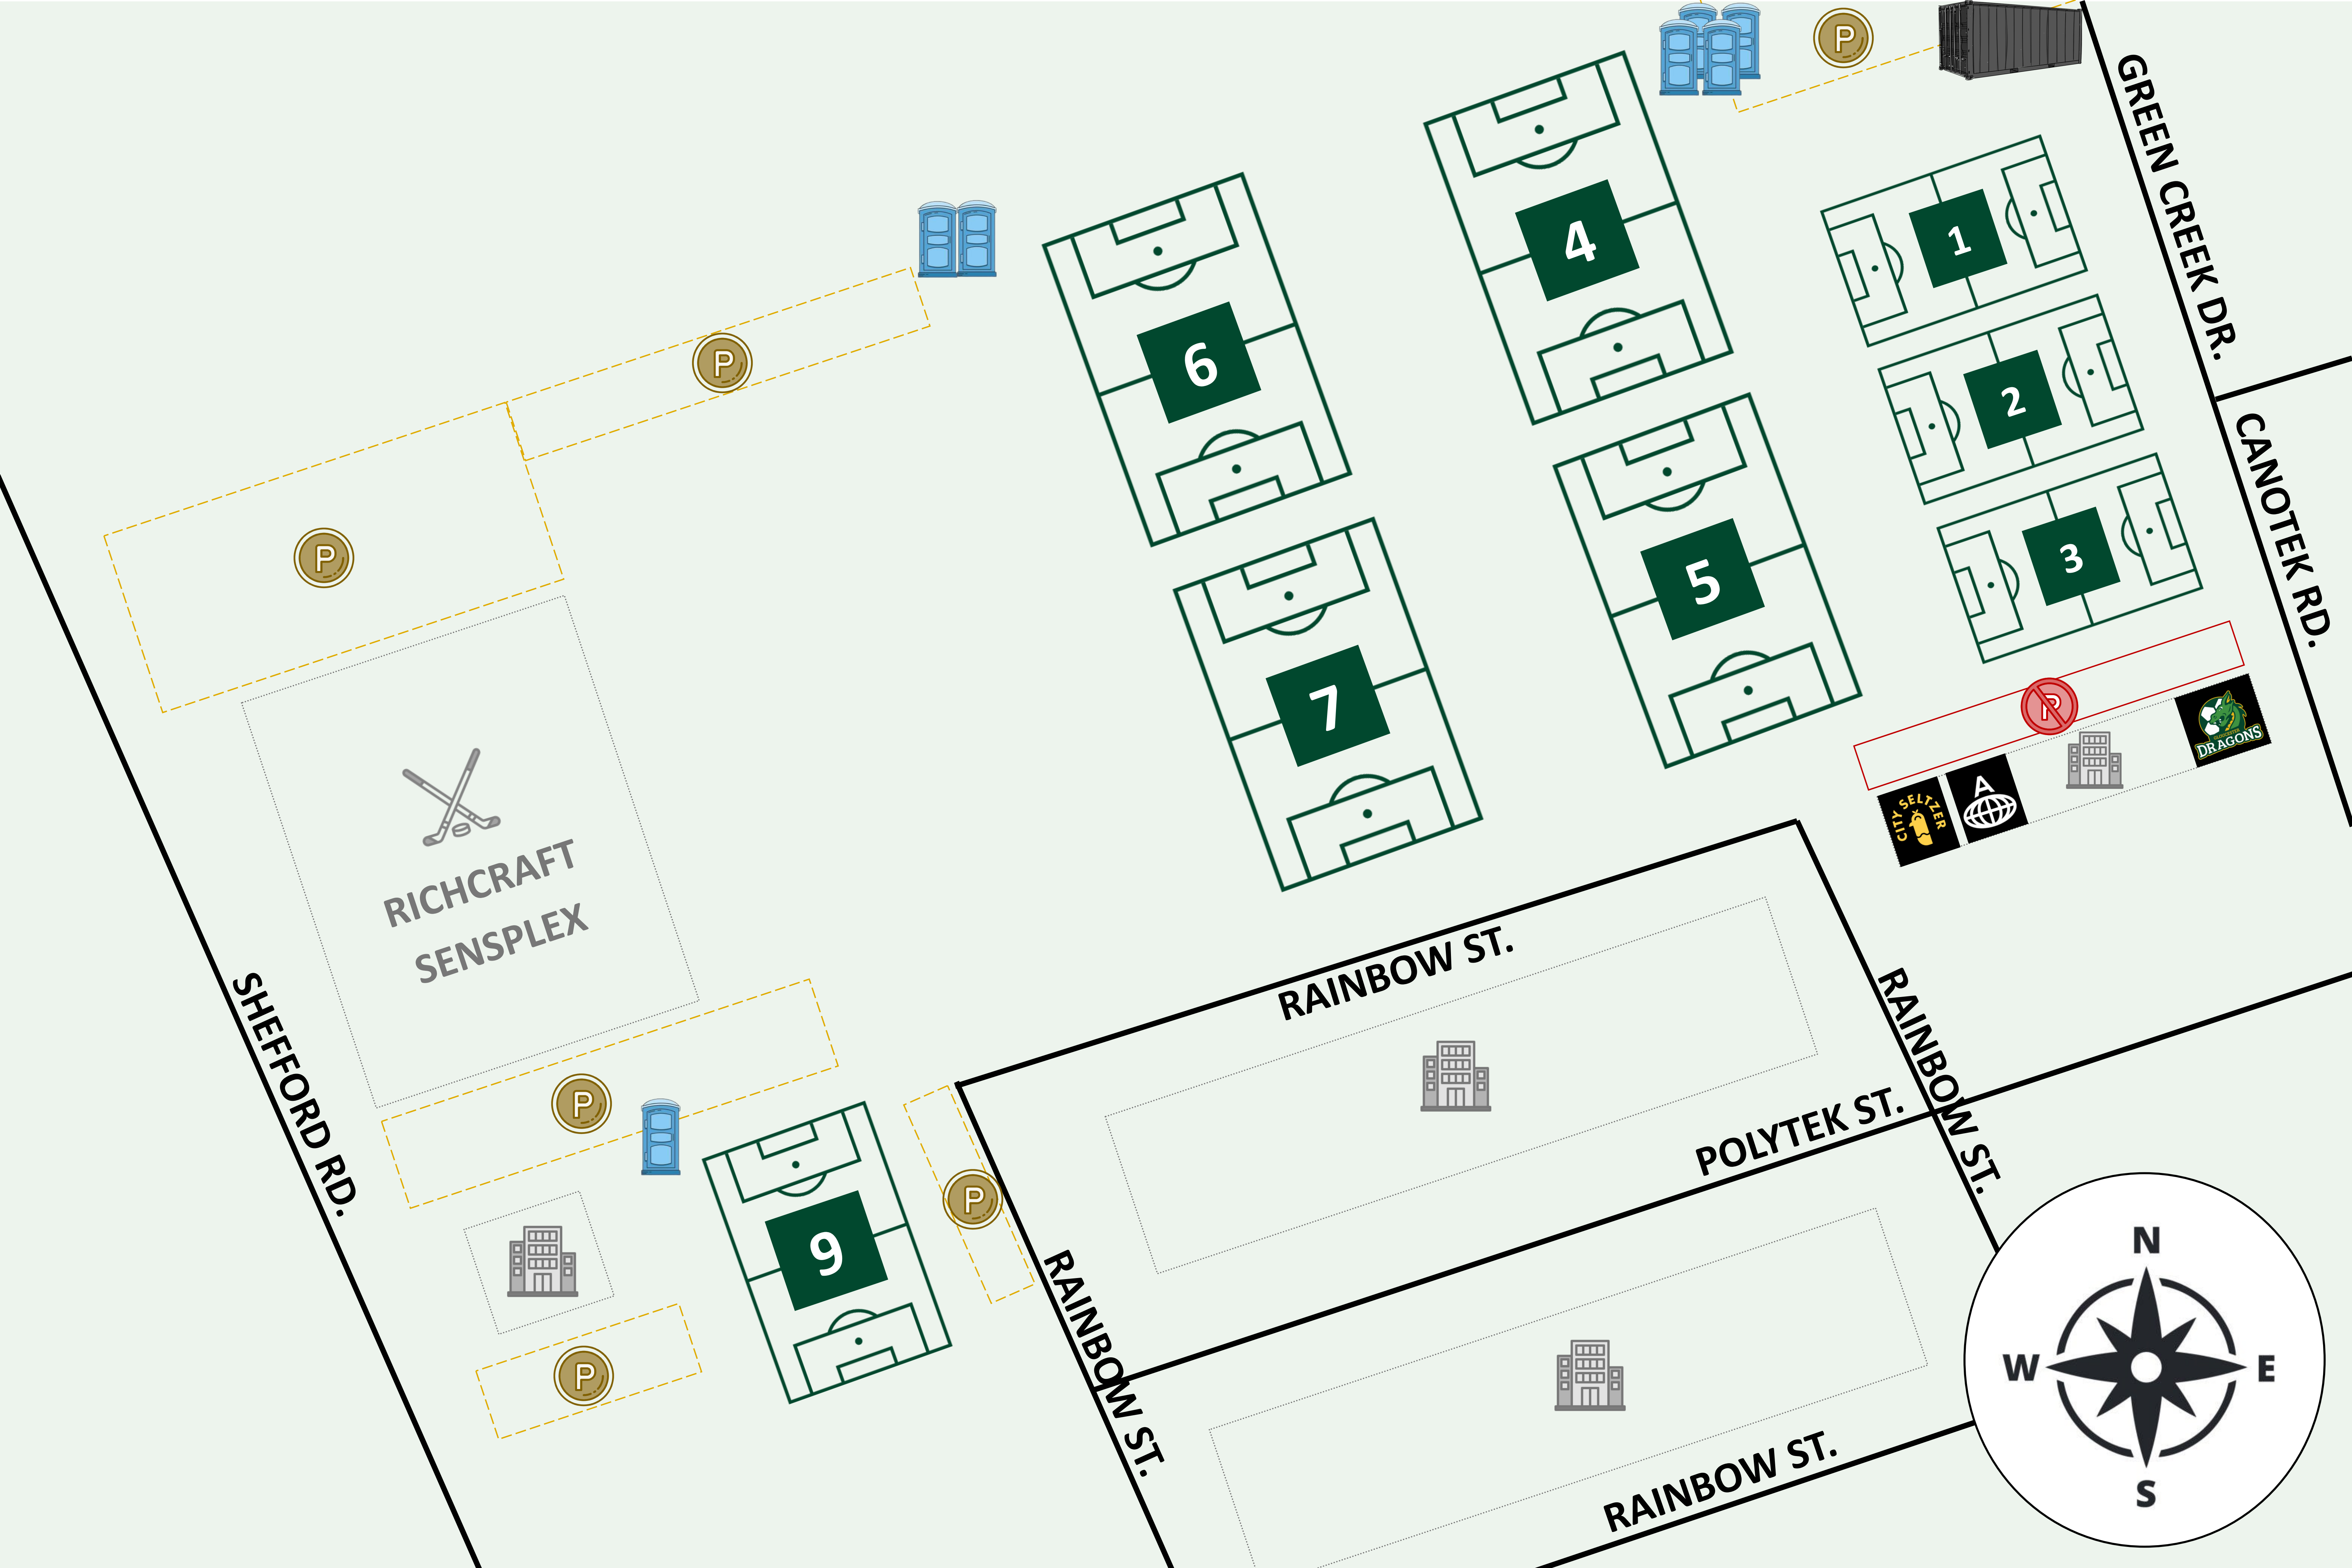 P
GREEN CREEK DR.
4
1
6
P
2
CANOTEK RD.
P
5
3
7
P
DRAGONS
CITY SELTZER
A
RICHCRAFT
SENSPLEX
RAINBOW ST.
SHEFFORD RD.
RAINBOW ST.
P
POLYTEK ST.
P
9
RAINBOW ST.
P
RAINBOW ST.
N
W
E
S